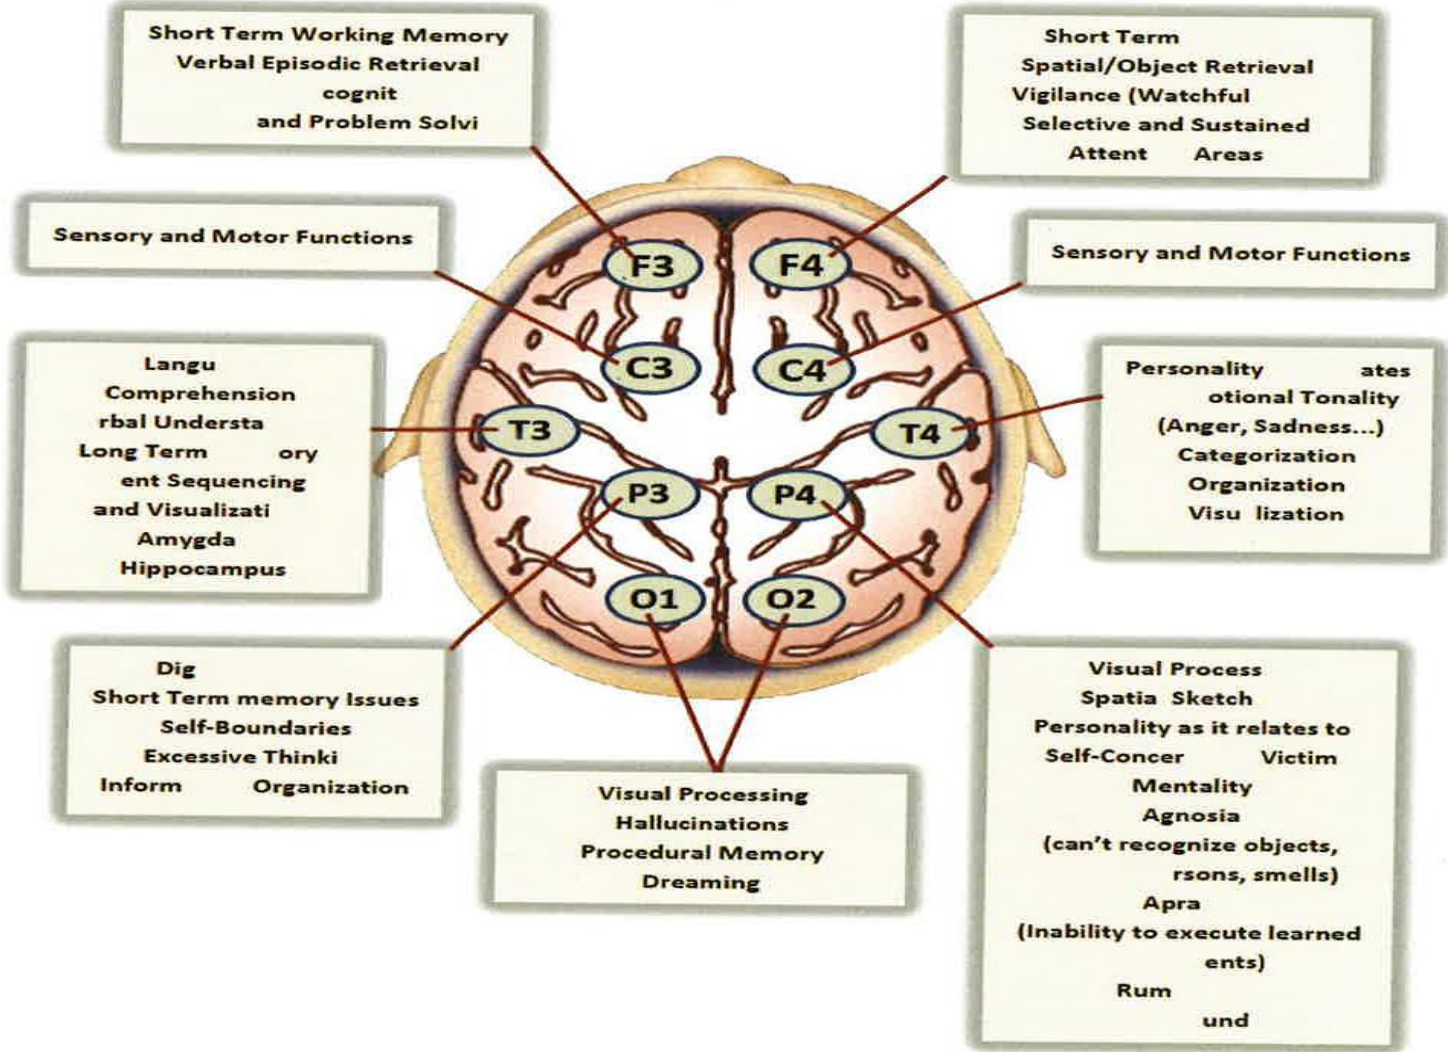 Short Term Working Memory
Verbal Episodic Retrieval
cognit
and Problem Solvi
Short Term
Spatial/Object Retrieval
Vigilance (Watchful
Selective and Sustained
Attent Areas
Sensory and Motor Functions
Sensory and Motor Functions
F3
F4
C3
C4
T3
T4
P3
P4
O1
O2
Langu
Comprehension
rbal Understa
Long Term ory
ent Sequencing
and Visualizati
Amygda
Hippocampus
Personality ates
otional Tonality
(Anger, Sadness...)
Categorization
Organization
Visu lization
Dig
Short Term memory Issues
Self-Boundaries
Excessive Thinki
Inform Organization
Visual Processing
Hallucinations
Procedural Memory
Dreaming
Visual Process
Spatia Sketch
Personality as it relates to
Self-Concer Victim
Mentality
Agnosia
(can't recognize objects,
rsons, smells)
Apra
(Inability to execute learned
ents)
Rum
und